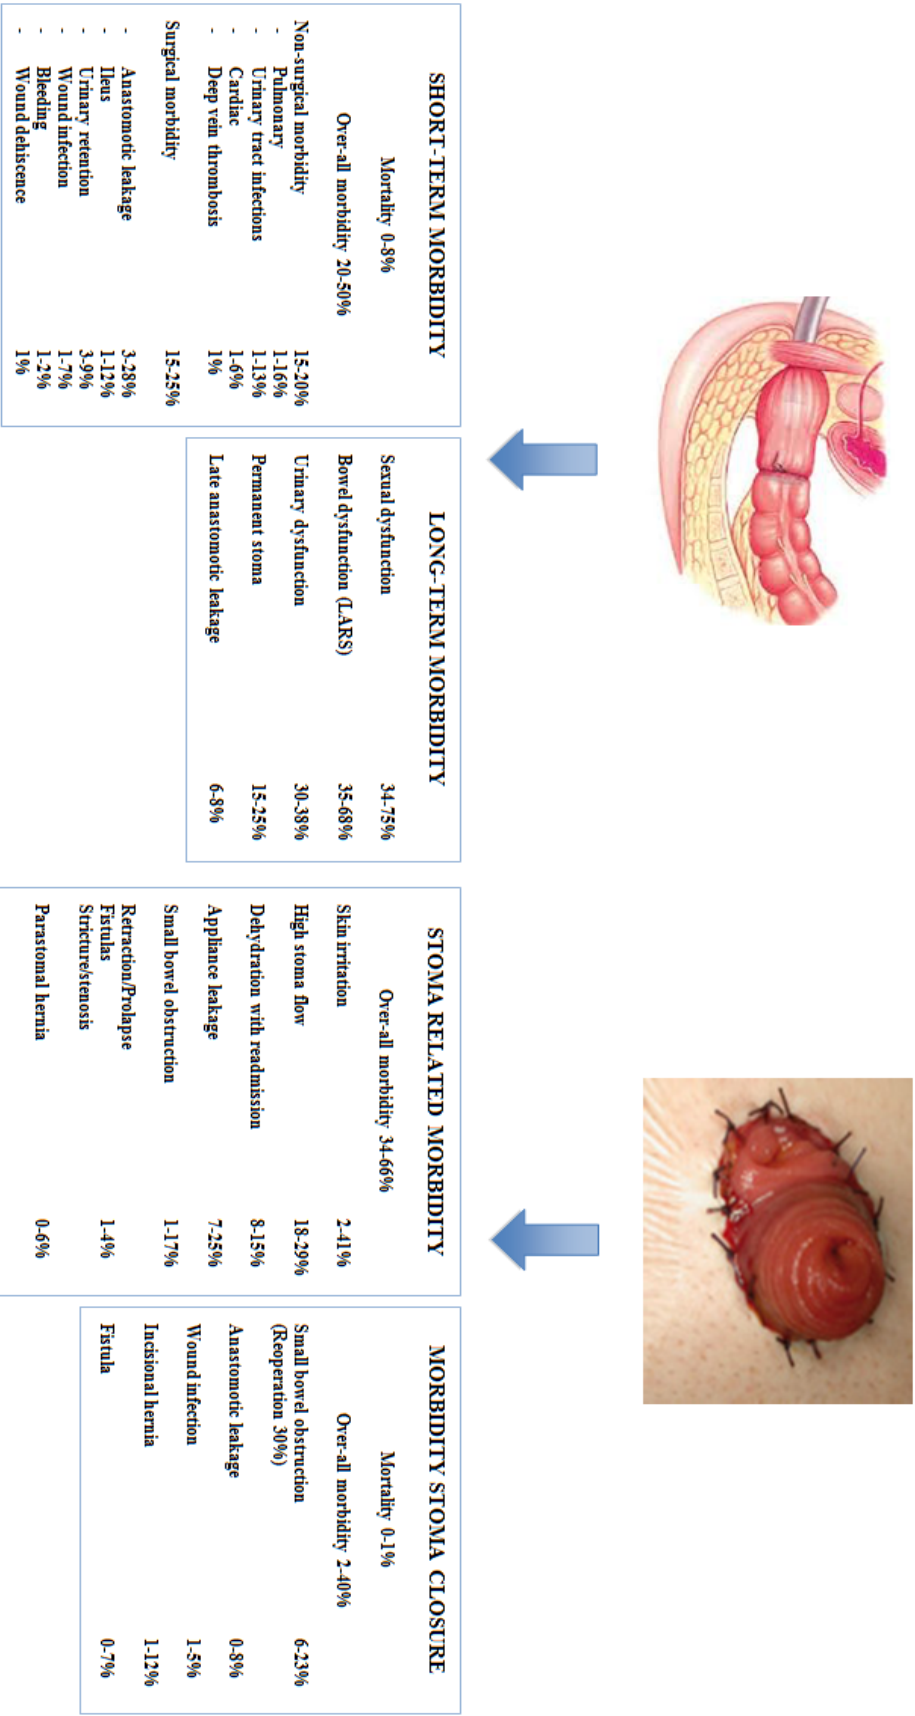 SHORT-TERM MORBIDITY
Mortality 0-8%
Over-all morbidity 20-50%
Non-surgical morbidity 15-20%
- Pulmonary 1-16%
- Urinary tract infections 1-13%
- Cardiac 1-6%
- Deep vein thrombosis 1%
Surgical morbidity 15-25%
- Anastomotic leakage 3-28%
- Ileus 1-12%
- Urinary retention 3-9%
- Wound infection 1-7%
- Bleeding 1-2%
- Wound dehiscence 1%
LONG-TERM MORBIDITY
Sexual dysfunction 34-75%
Bowel dysfunction (LARS) 35-68%
Urinary dysfunction 30-38%
Permanent stoma 15-25%
Late anastomotic leakage 6-8%
STOMA RELATED MORBIDITY
Over-all morbidity 34-66%
Skin irritation 2-41%
High stoma flow 18-29%
Dehydration with readmission 8-15%
Appliance leakage 7-25%
Small bowel obstruction 1-17%
Retraction/Prolapse
Fistulas 1-4%
Stricture/stenosis
Parastomal hernia 0-6%
MORBIDITY STOMA CLOSURE
Mortality 0-1%
Over-all morbidity 2-40%
Small bowel obstruction 6-23%
(Reoperation 30%)
Anastomotic leakage 0-8%
Wound infection 1-5%
Incisional hernia 1-12%
Fistula 0-7%